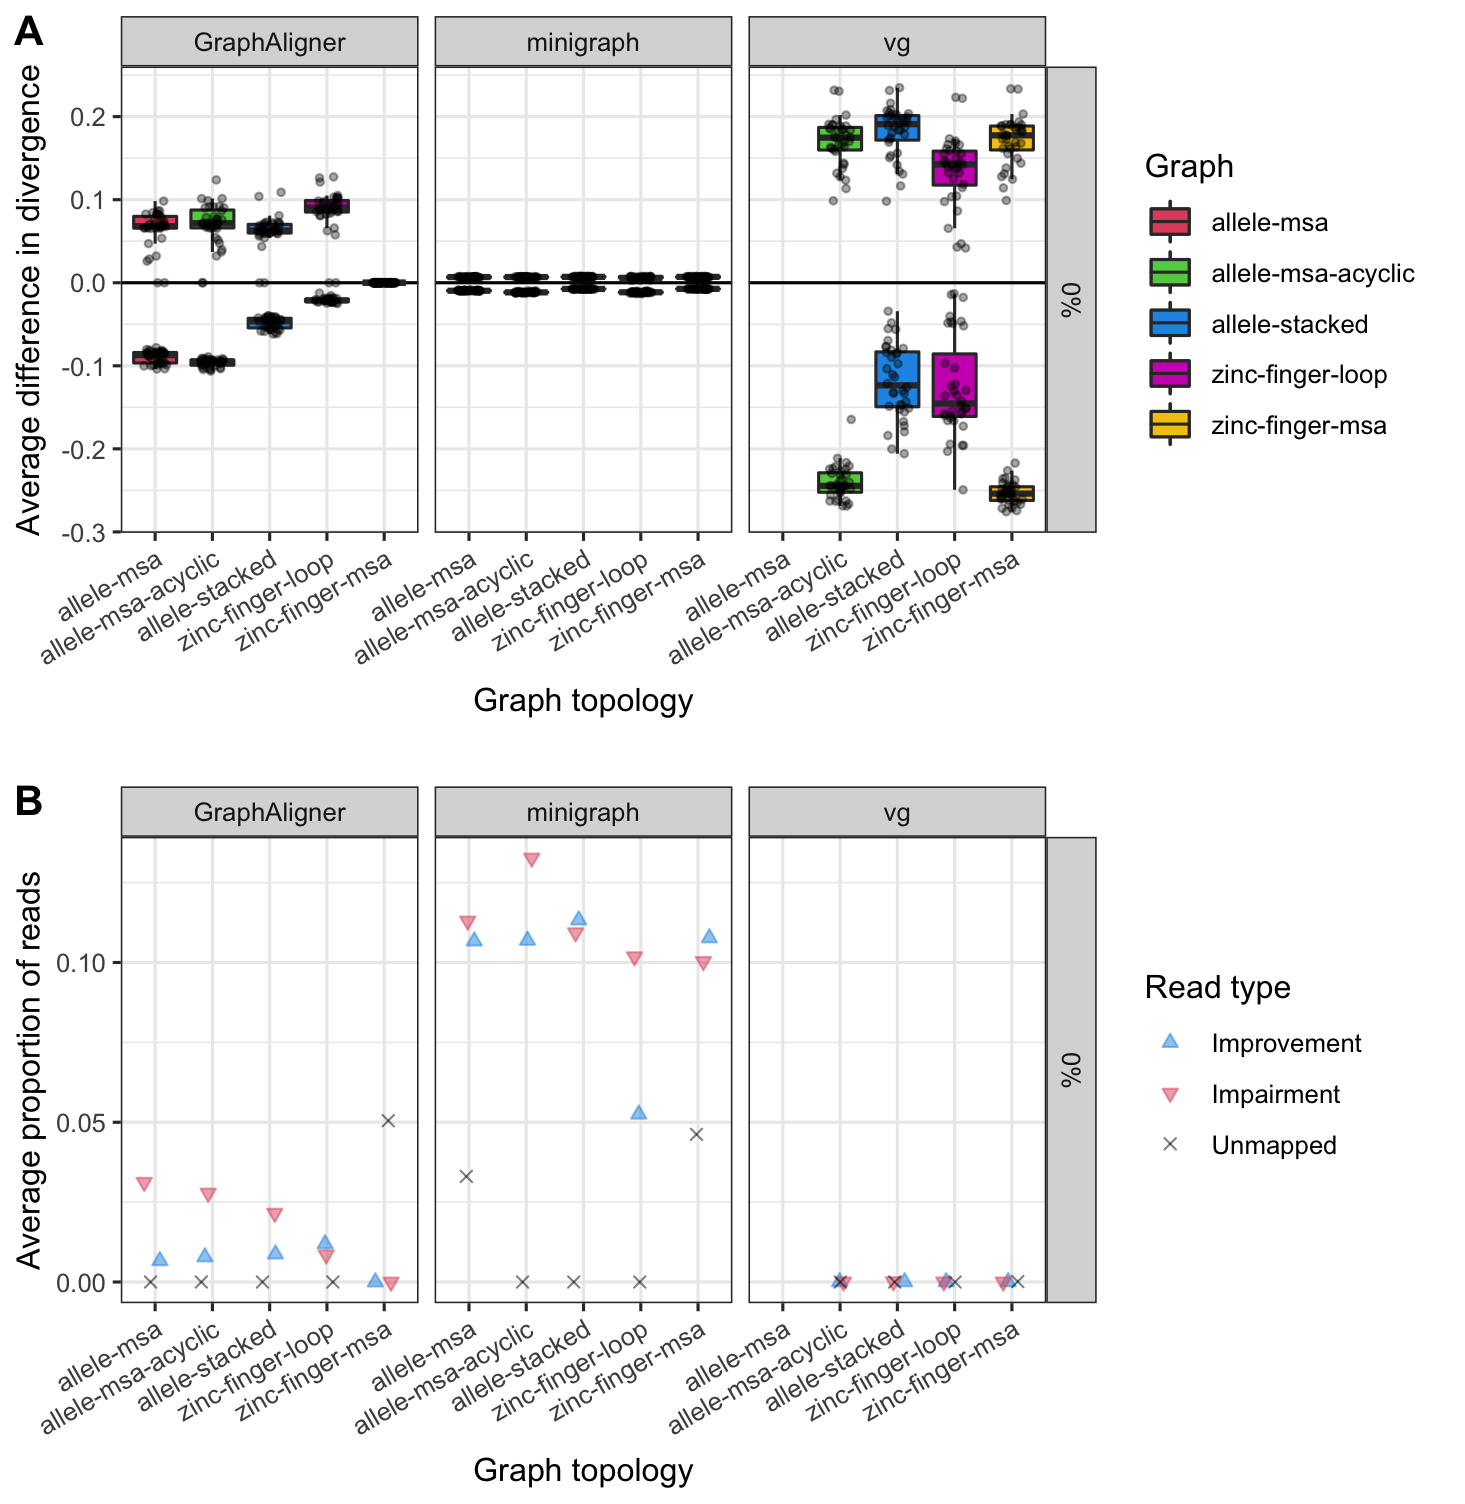 A
GraphAligner
minigraph
vg
Average difference in divergence
0.2
0.1
0.0
-0.1
-0.2
-0.3
0%
allele-msa
allele-msa-acyclic
allele-stacked
zinc-finger-loop
zinc-finger-msa
allele-msa
allele-msa-acyclic
allele-stacked
zinc-finger-loop
zinc-finger-msa
allele-msa
allele-msa-acyclic
allele-stacked
zinc-finger-loop
zinc-finger-msa
Graph topology
Graph
allele-msa
allele-msa-acyclic
allele-stacked
zinc-finger-loop
zinc-finger-msa
B
GraphAligner
minigraph
vg
Average proportion of reads
0.10
0.05
0.00
0%
allele-msa
allele-msa-acyclic
allele-stacked
zinc-finger-loop
zinc-finger-msa
allele-msa
allele-msa-acyclic
allele-stacked
zinc-finger-loop
zinc-finger-msa
allele-msa
allele-msa-acyclic
allele-stacked
zinc-finger-loop
zinc-finger-msa
Graph topology
Read type
Improvement
Impairment
Unmapped